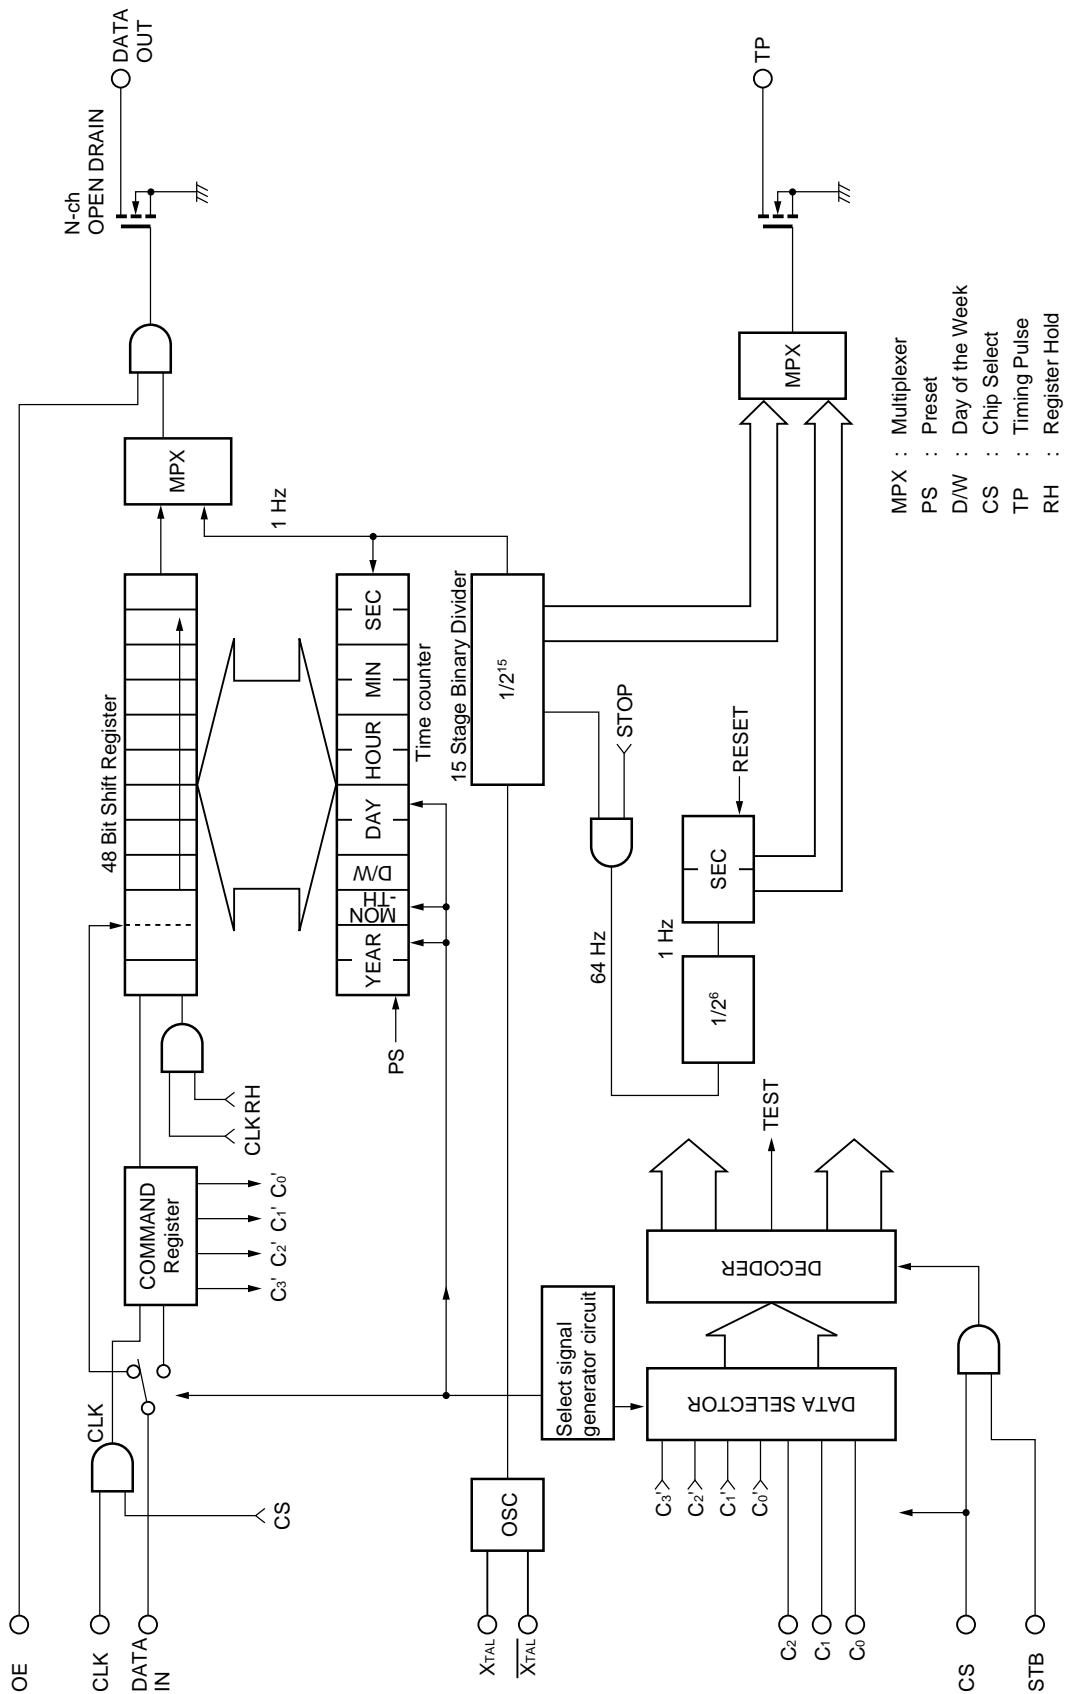 OE
CLK
DATA
IN
CLK
CS
COMMAND
Register
C3'
C2'
C1'
C0'
CLK
RH
48 Bit Shift Register
MPX
N-ch
OPEN DRAIN
DATA
OUT
1 Hz
PS
YEAR
MON
-TH
D/W
DAY
HOUR
MIN
SEC
Time counter
XTAL
XTAL
OSC
15 Stage Binary Divider
1/2¹⁵
STOP
64 Hz
1/2⁶
1 Hz
SEC
RESET
MPX
TP
Select signal
generator circuit
C3'
C2'
C1'
C0'
C2
C1
C0
DATA SELECTOR
DECODER
TEST
CS
STB
MPX : Multiplexer
PS : Preset
D/W : Day of the Week
CS : Chip Select
TP : Timing Pulse
RH : Register Hold